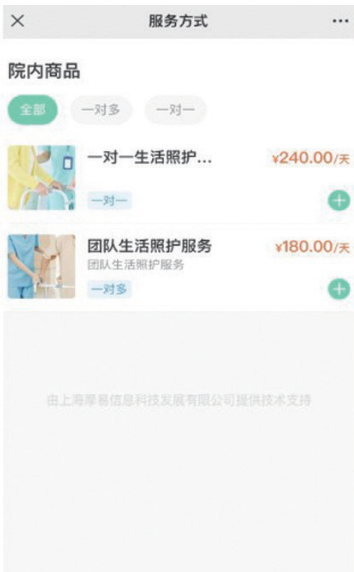 服务方式
院内商品
全部 一对多 一对一
一对一生活照护... ¥240.00/天
一对一
团队生活照护服务 ¥180.00/天
团队生活照护服务
一对多
由上海厚易信息科技发展有限公司提供技术支持